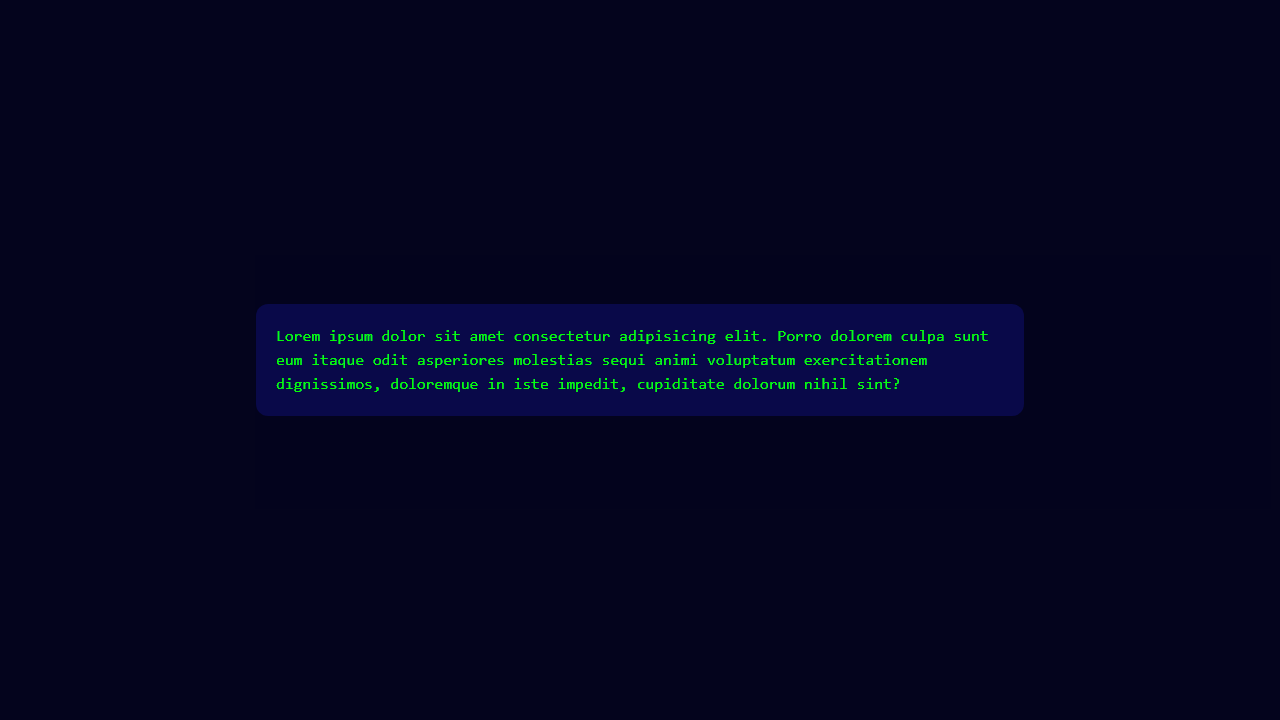 Lorem ipsum dolor sit amet consectetur adipisicing elit. Porro dolorem culpa sunt
eum itaque odit asperiores molestias sequi animi voluptatum exercitationem
dignissimos, doloremque in iste impedit, cupiditate dolorum nihil sint?